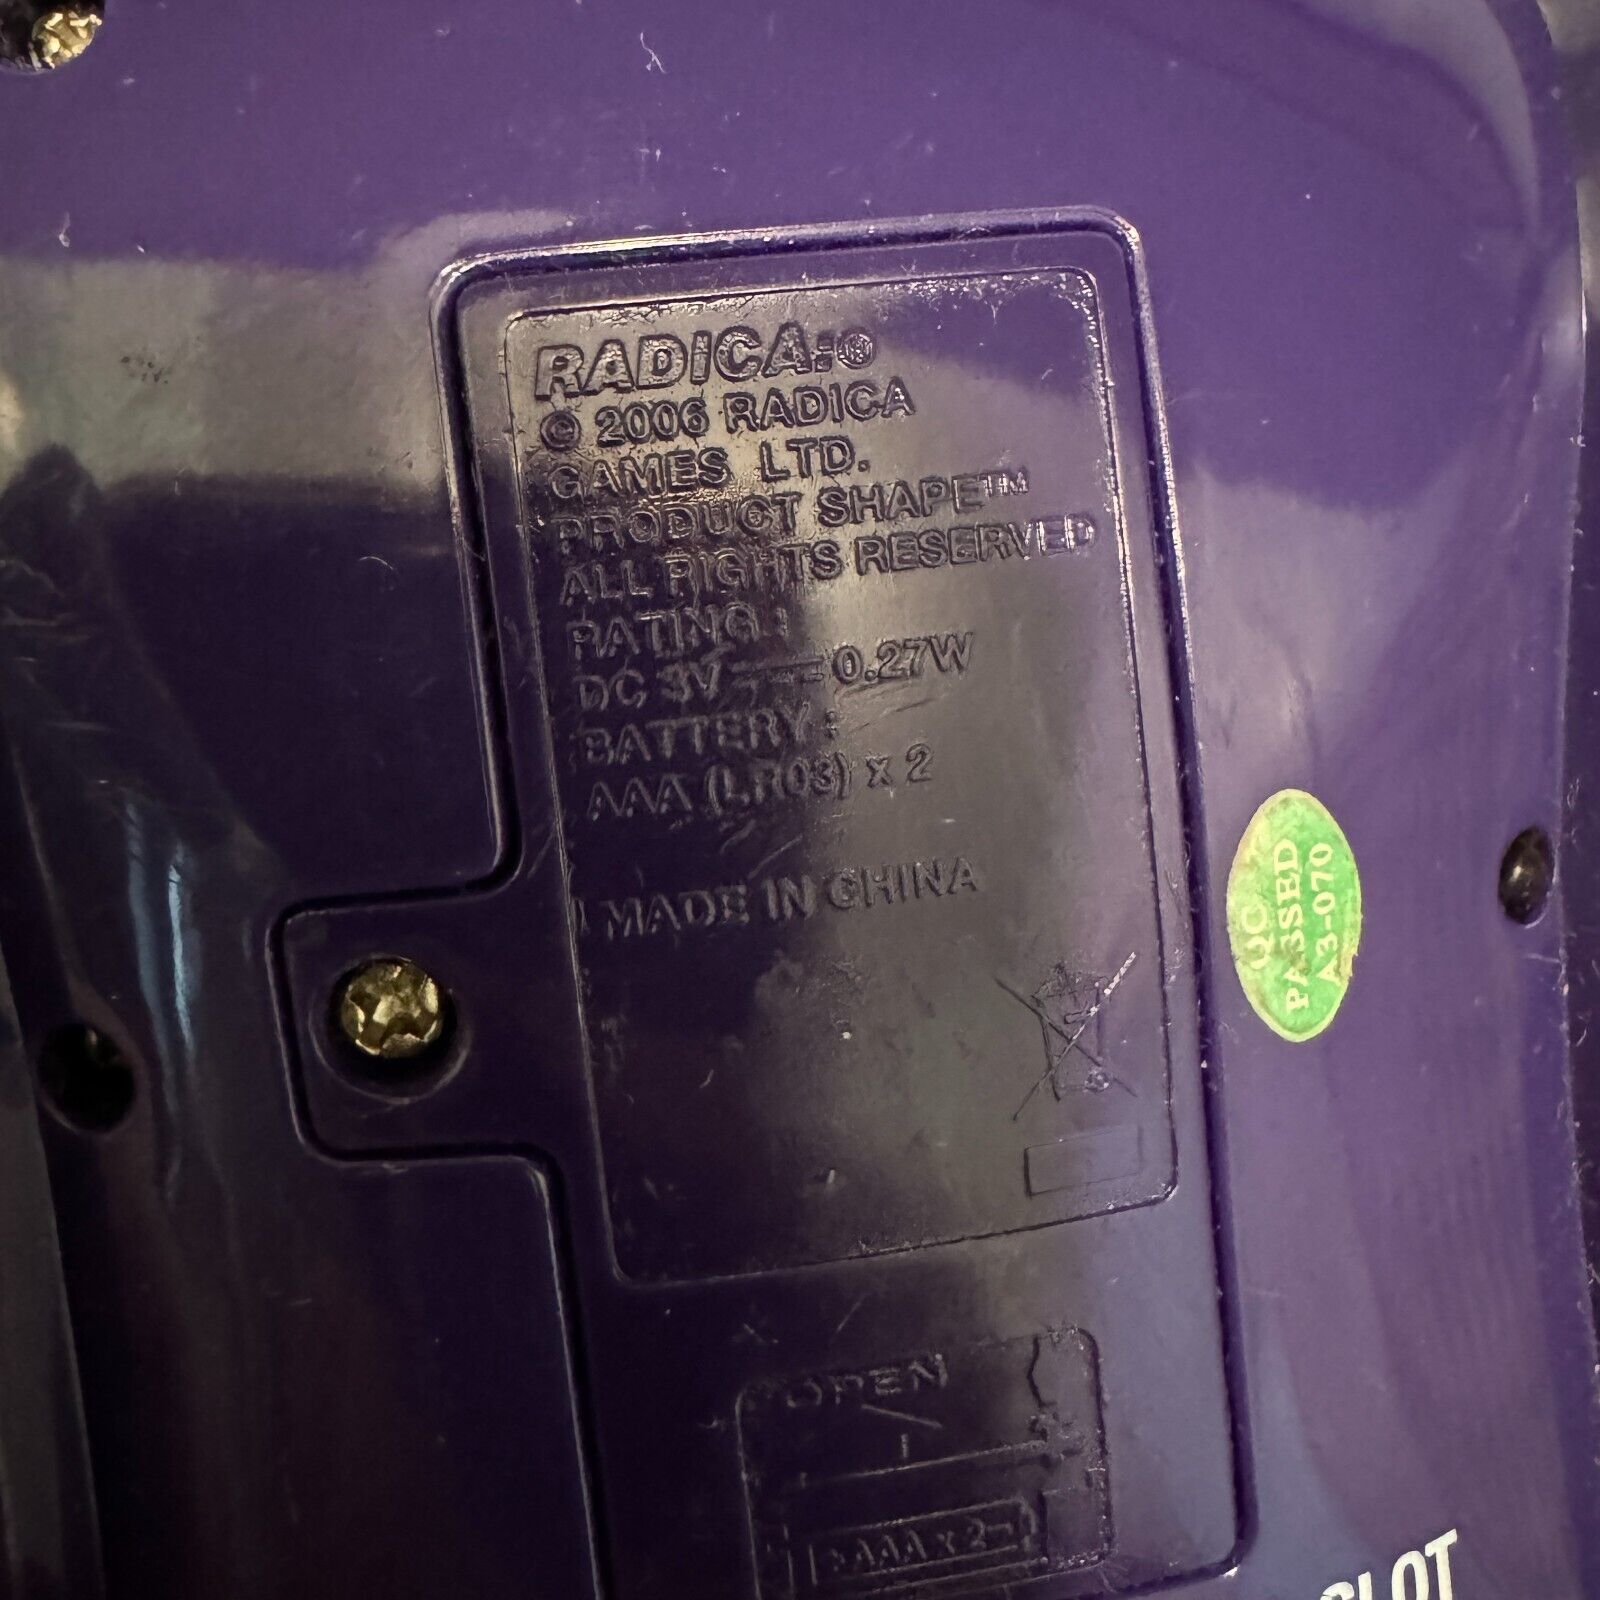 RADICA:®
© 2006 RADICA
GAMES LTD.
PRODUCT SHAPE™
ALL RIGHTS RESERVED
RATING :
DC 3V 0.27W
BATTERY :
AAA (LR03) x 2
MADE IN CHINA
QC
PASSED
A3-070
OPEN
AAA x 2
SLOT